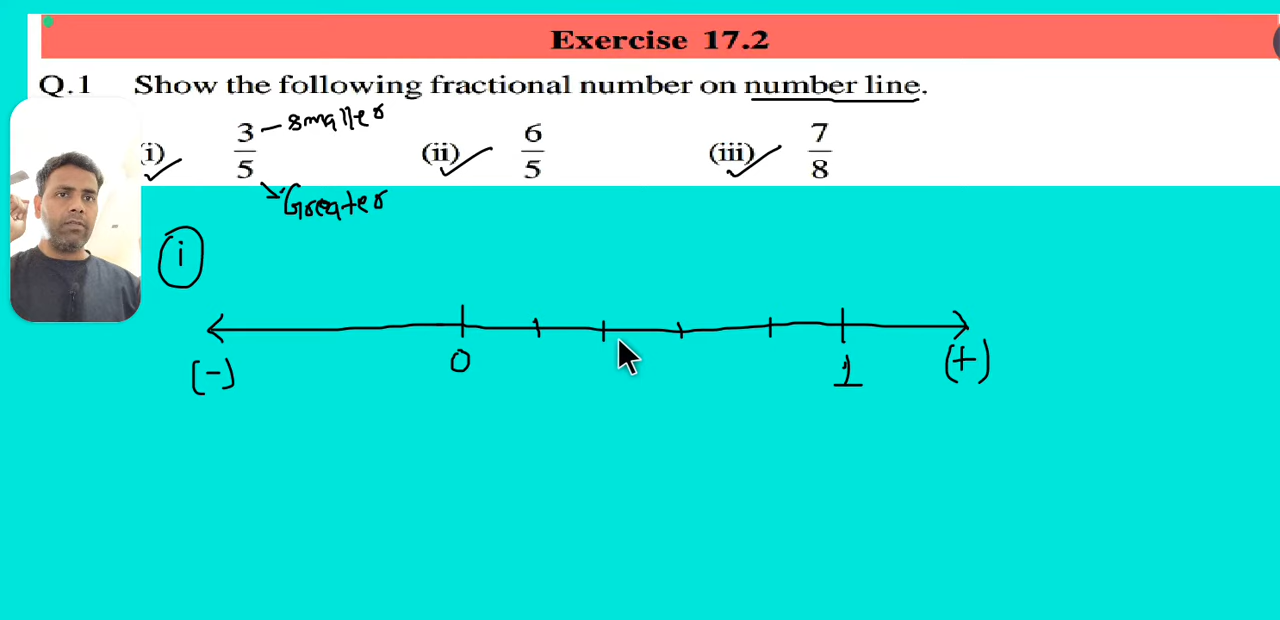 Exercise 17.2
Q.1 Show the following fractional number on number line.
(i) 3/5 (ii) 6/5 (iii) 7/8
smaller
Greater
i
0 1
(-) (+)